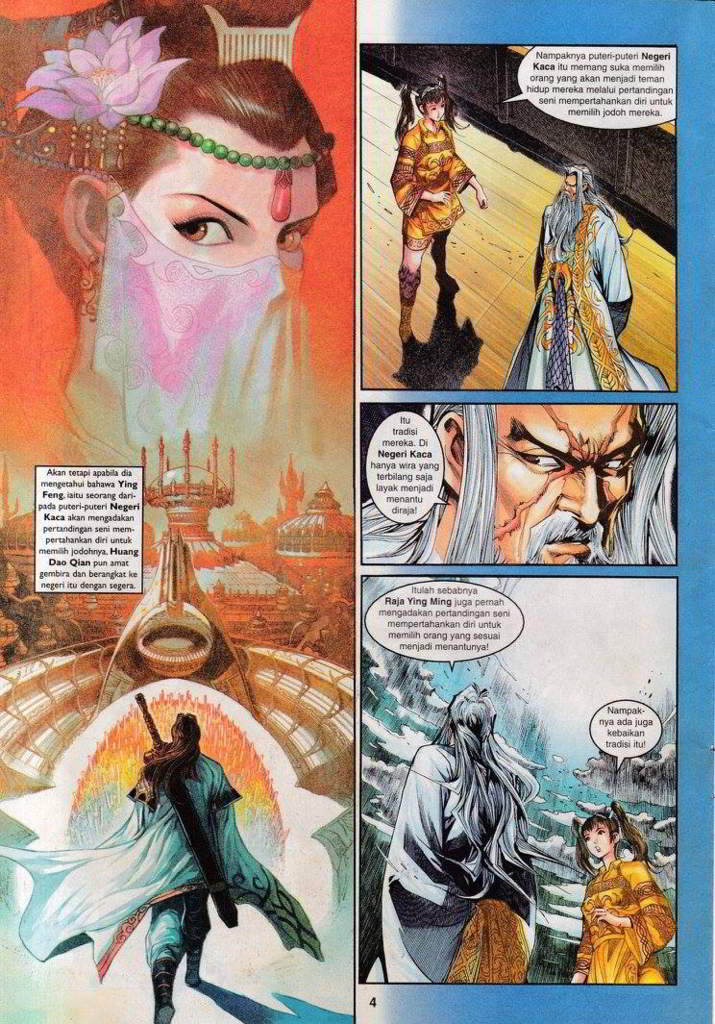 Akan tetapi apabila dia
mengetahui bahawa Ying
Feng, iaitu seorang dari-
pada puteri-puteri Negeri
Kaca akan mengadakan
pertandingan seni mem-
pertahankan diri untuk
memilih jodohnya, Huang
Dao Qian pun amat
gembira dan berangkat ke
negeri itu dengan segera.
Nampaknya puteri-puteri Negeri
Kaca itu memang suka memilih
orang yang akan menjadi teman
hidup mereka melalui pertandingan
seni mempertahankan diri untuk
memilih jodoh mereka.
Itu
tradisi
mereka. Di
Negeri Kaca
hanya wira yang
terbilang saja
layak menjadi
menantu
diraja!
Itulah sebabnya
Raja Ying Ming juga pernah
mengadakan pertandingan seni
mempertahankan diri untuk
memilih orang yang sesuai
menjadi menantunya!
Nampak-
nya ada juga
kebaikan
tradisi itu!
4